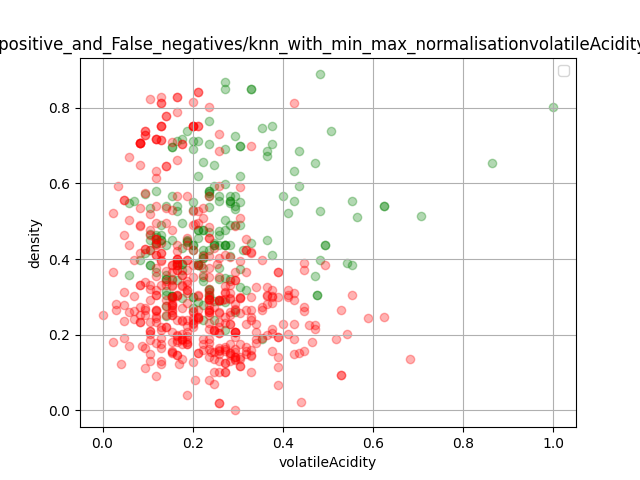 positive_and_False_negatives/knn_with_min_max_normalisationvolatileAcidity
0.8
0.6
density
0.4
0.2
0.0
0.0 0.2 0.4 0.6 0.8 1.0
volatileAcidity